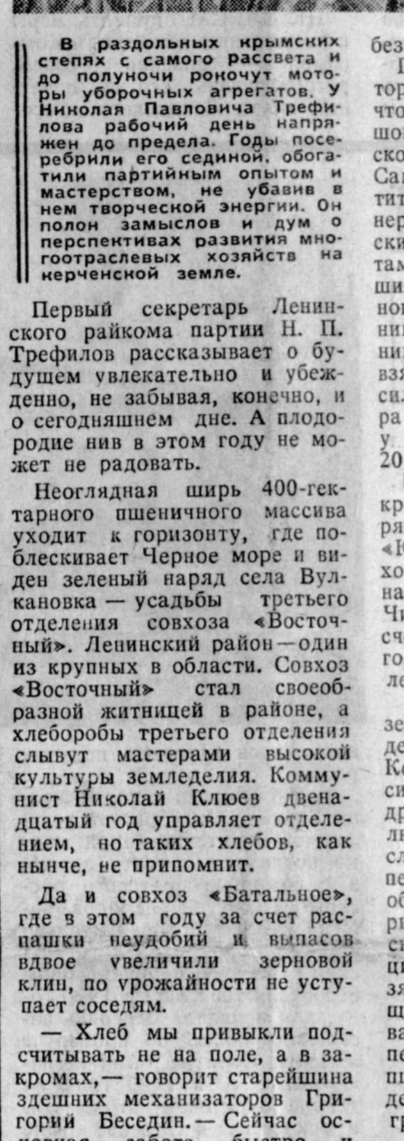 В раздольных крымских
степях с самого рассвета и
до полуночи рокочут мото-
ры уборочных агрегатов. У
Николая Павловича Трефи-
лова рабочий день напря-
жен до предела. Годы посе-
ребрили его сединой, обога-
тили партийным опытом и
мастерством, не убавив в
нем творческой энергии. Он
полон замыслов и дум о
перспективах развития мно-
гоотраслевых хозяйств на
керченской земле.
Первый секретарь Ленин-
ского райкома партии Н. П.
Трефилов рассказывает о бу-
дущем увлекательно и убеж-
денно, не забывая, конечно, и
о сегодняшнем дне. А плодо-
родие нив в этом году не мо-
жет не радовать.
Неоглядная ширь 400-гек-
тарного пшеничного массива
уходит к горизонту, где по-
блескивает Черное море и ви-
ден зеленый наряд села Вул-
кановка — усадьбы третьего
отделения совхоза «Восточ-
ный». Ленинский район — один
из крупных в области. Совхоз
«Восточный» стал своеоб-
разной житницей в районе, а
хлеборобы третьего отделения
слывут мастерами высокой
культуры земледелия. Комму-
нист Николай Клюев двена-
дцатый год управляет отделе-
нием, но таких хлебов, как
нынче, не припомнит.
Да и совхоз «Батальное»,
где в этом году за счет рас-
пашки неудобий и выпасов
вдвое увеличили зерновой
клин, по урожайности не усту-
пает соседям.
— Хлеб мы привыкли под-
считывать не на поле, а в за-
кромах,— говорит старейшина
здешних механизаторов Гри-
горий Беседин.— Сейчас ос-